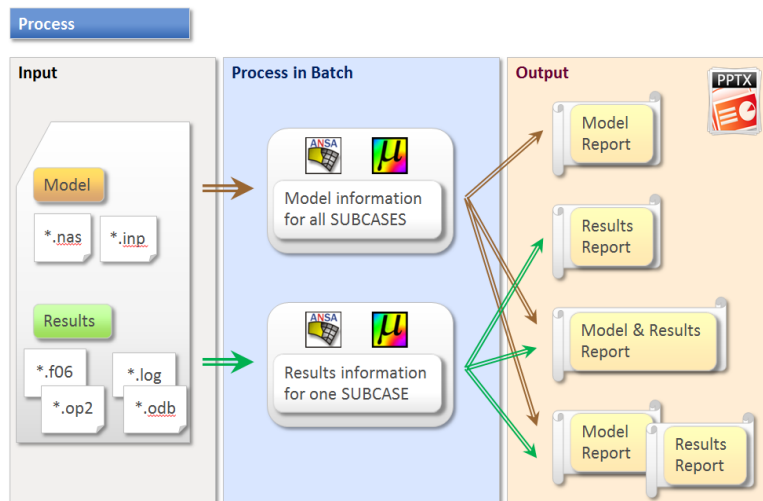 Process
Input
Process in Batch
Output
PPTX
Model
*.nas
*.inp
Results
*.f06
*.log
*.op2
*.odb
ANSA
μ
Model information
for all SUBCASES
ANSA
μ
Results information
for one SUBCASE
Model
Report
Results
Report
Model & Results
Report
Model
Report
Results
Report